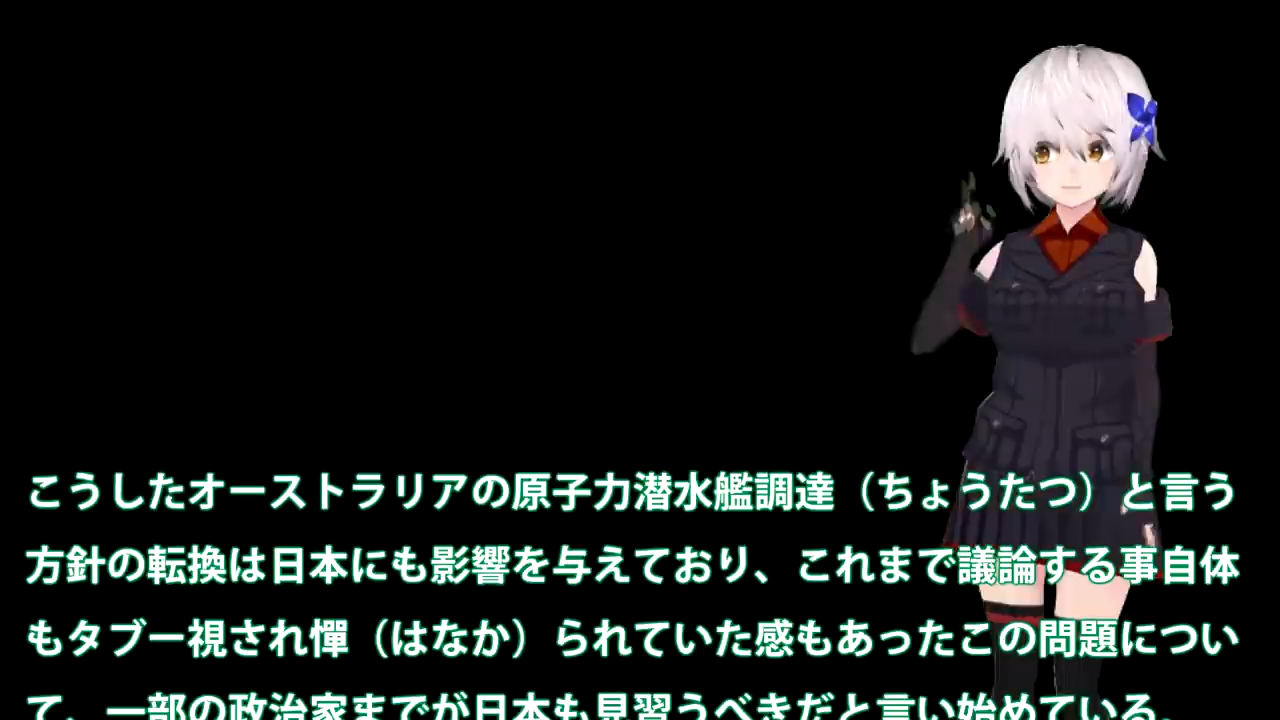 こうしたオーストラリアの原子力潜水艦調達（ちょうたつ）と言う
方針の転換は日本にも影響を与えており、これまで議論する事自体
もタブー視され憚（はなか）られていた感もあったこの問題につい
て、一部の政治家までが日本も見習うべきだと言い始めている。